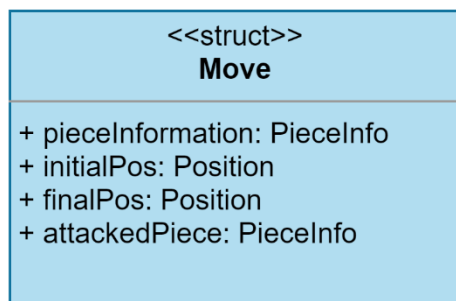 <<struct>>
Move
+ pieceInformation: PieceInfo
+ initialPos: Position
+ finalPos: Position
+ attackedPiece: PieceInfo